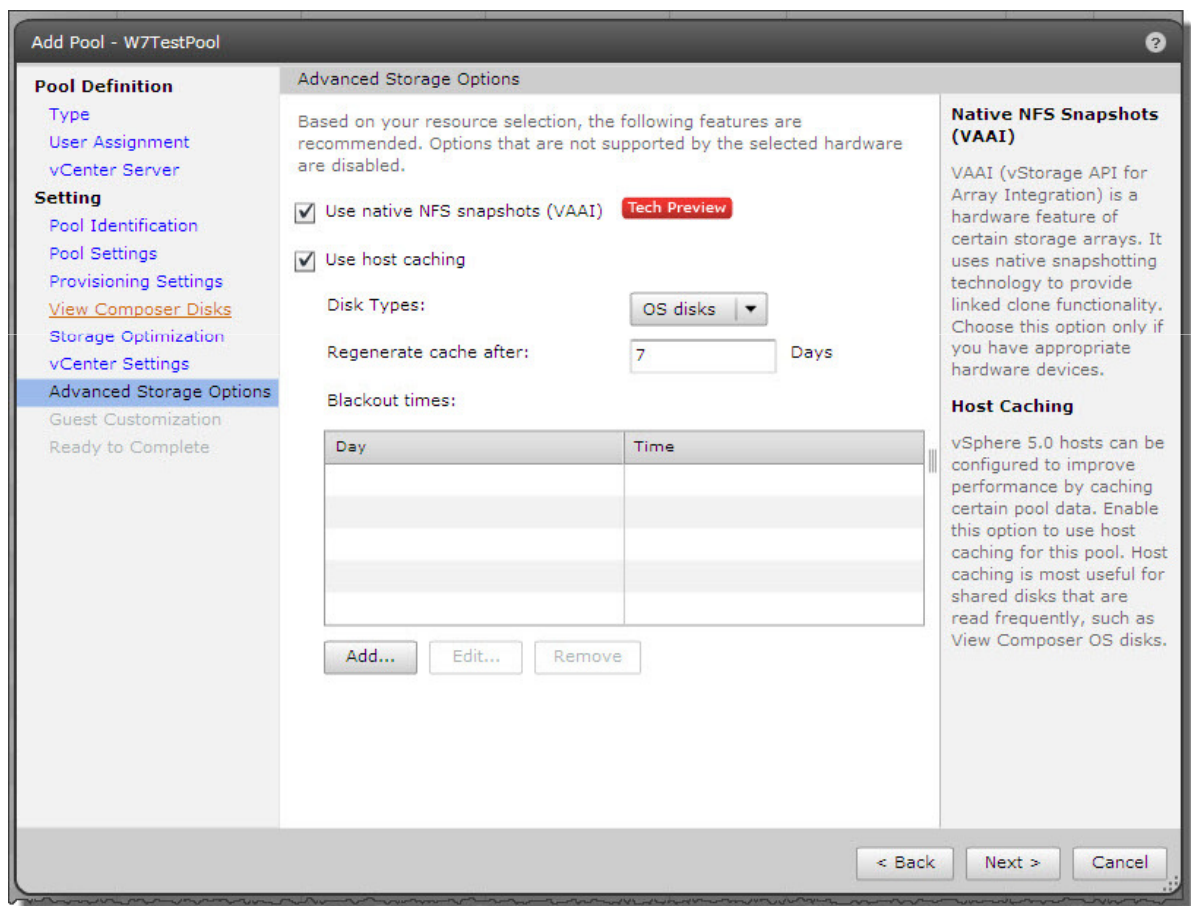 Add Pool - W7TestPool
?
Pool Definition
Type
User Assignment
vCenter Server
Setting
Pool Identification
Pool Settings
Provisioning Settings
View Composer Disks
Storage Optimization
vCenter Settings
Advanced Storage Options
Guest Customization
Ready to Complete
Advanced Storage Options
Based on your resource selection, the following features are
recommended. Options that are not supported by the selected hardware
are disabled.
Use native NFS snapshots (VAAI) Tech Preview
Use host caching
Disk Types: OS disks
Regenerate cache after: 7 Days
Blackout times:
Day Time
Add... Edit... Remove
Native NFS Snapshots
(VAAI)
VAAI (vStorage API for
Array Integration) is a
hardware feature of
certain storage arrays. It
uses native snapshotting
technology to provide
linked clone functionality.
Choose this option only if
you have appropriate
hardware devices.
Host Caching
vSphere 5.0 hosts can be
configured to improve
performance by caching
certain pool data. Enable
this option to use host
caching for this pool. Host
caching is most useful for
shared disks that are
read frequently, such as
View Composer OS disks.
< Back Next > Cancel